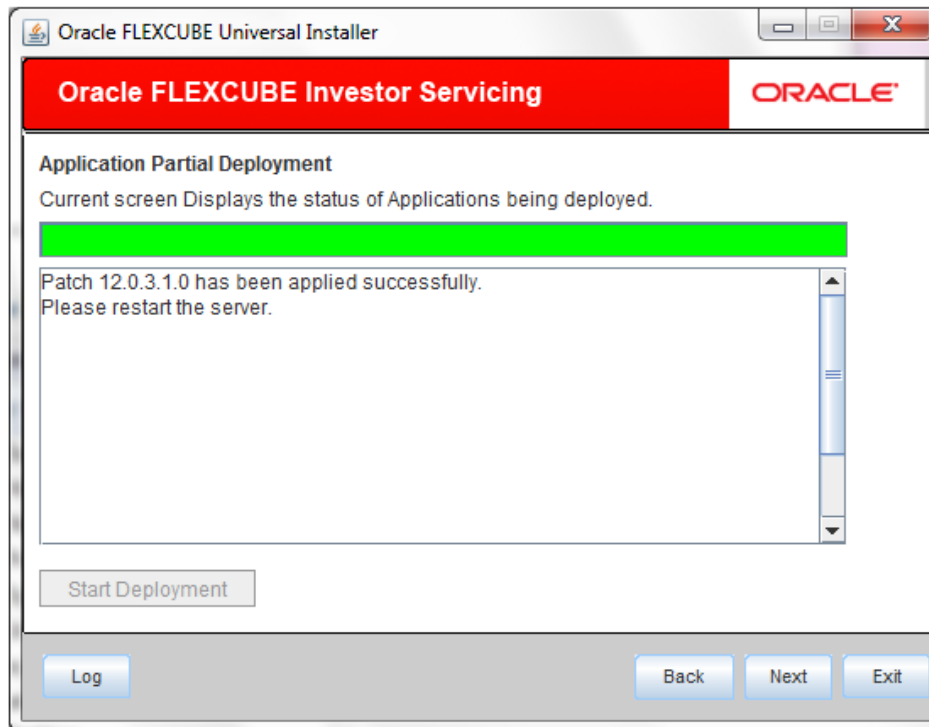 Oracle FLEXCUBE Universal Installer
Oracle FLEXCUBE Investor Servicing
ORACLE
Application Partial Deployment
Current screen Displays the status of Applications being deployed.
Patch 12.0.3.1.0 has been applied successfully.
Please restart the server.
Start Deployment
Log
Back
Next
Exit